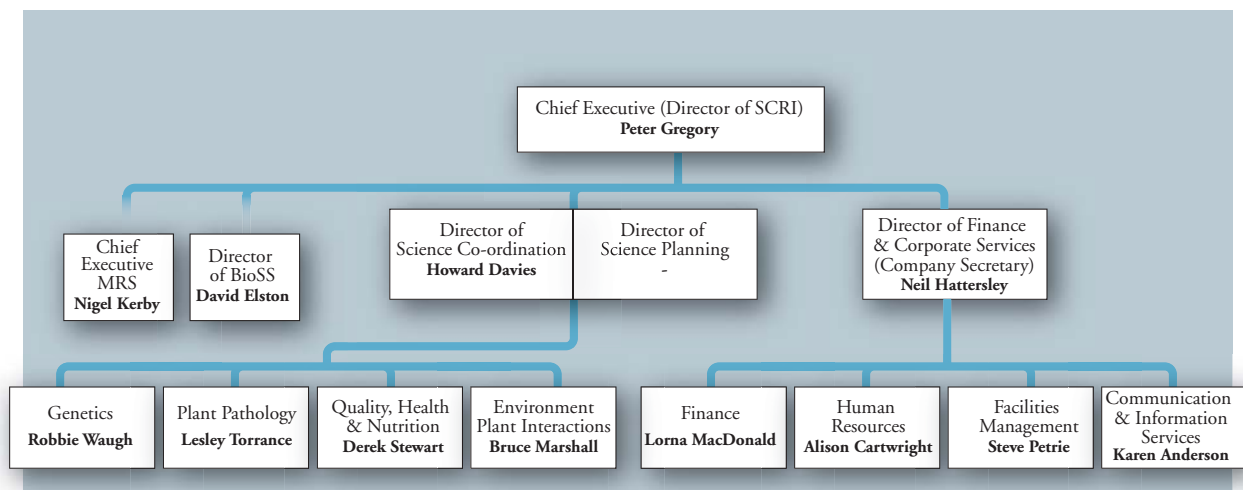 Chief Executive (Director of SCRI)
Peter Gregory
Chief
Executive
MRS
Nigel Kerby
Director
of BioSS
David Elston
Director of
Science Co-ordination
Howard Davies
Director of
Science Planning
-
Director of Finance
& Corporate Services
(Company Secretary)
Neil Hattersley
Genetics
Robbie Waugh
Plant Pathology
Lesley Torrance
Quality, Health
& Nutrition
Derek Stewart
Environment
Plant Interactions
Bruce Marshall
Finance
Lorna MacDonald
Human
Resources
Alison Cartwright
Facilities
Management
Steve Petrie
Communication
& Information
Services
Karen Anderson